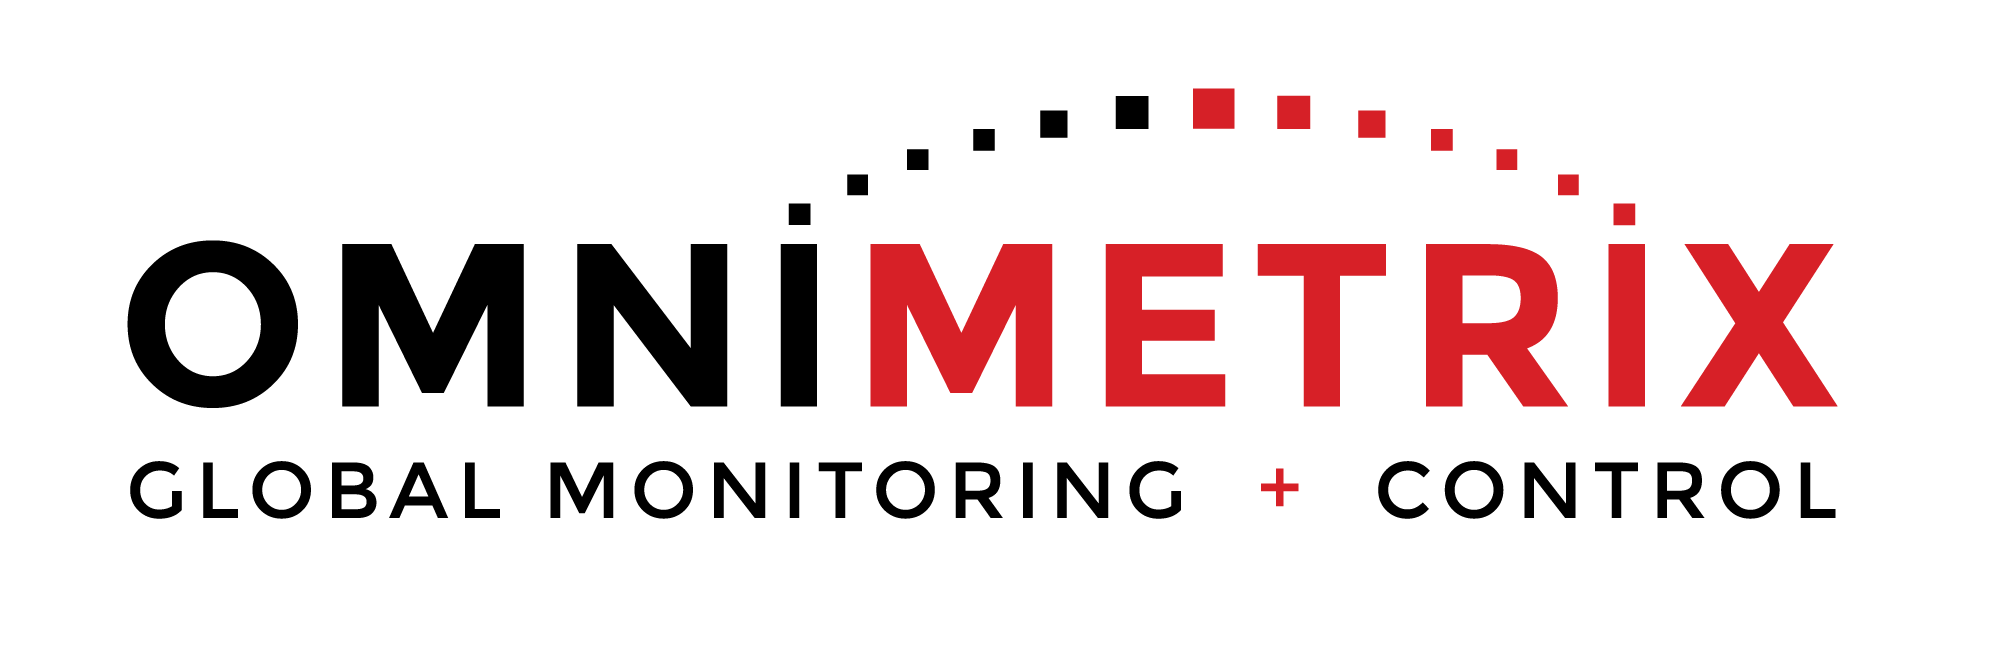 OMNiMETRiX
GLOBAL MONITORING + CONTROL